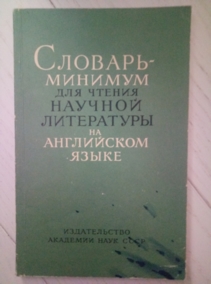 СЛОВАРЬ-
МИНИМУМ
ДЛЯ ЧТЕНИЯ
НАУЧНОЙ
ЛИТЕРАТУРЫ
НА
АНГЛИЙСКОМ
ЯЗЫКЕ
ИЗДАТЕЛЬСТВО
АКАДЕМИИ НАУК СССР